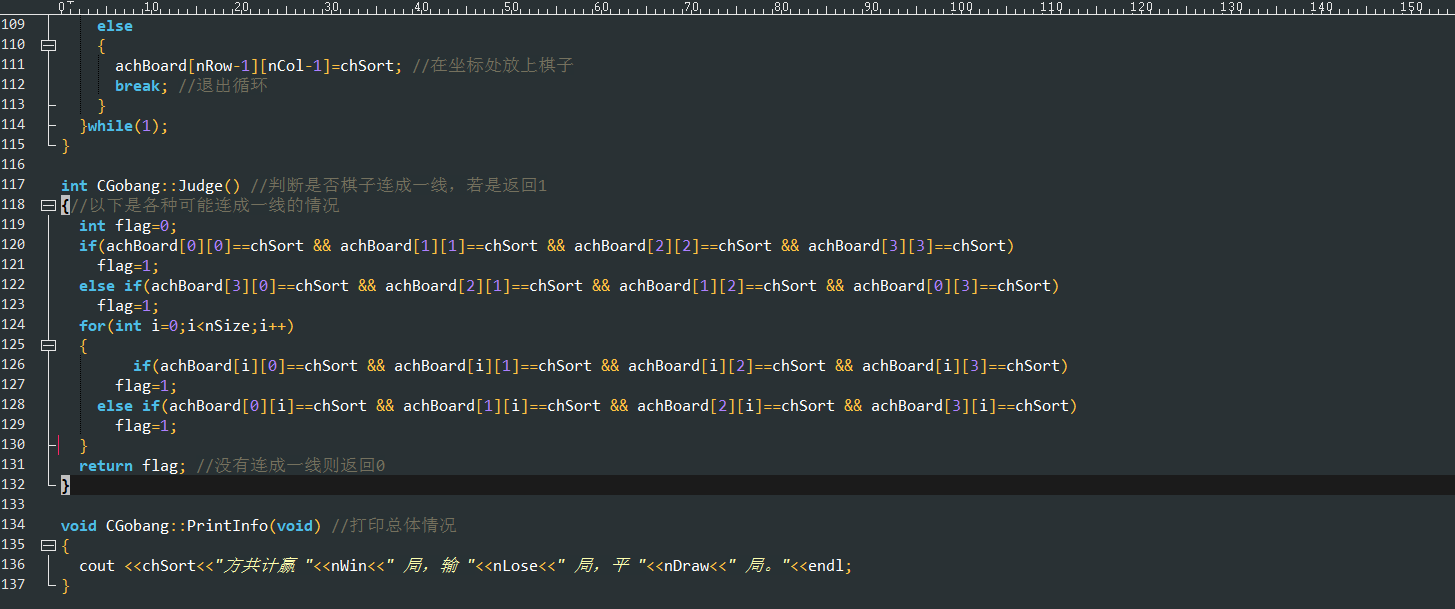 0 10 20 30 40 50 60 70 80 90 100 110 120 130 140 150
109 else
110 {
111 achBoard[nRow-1][nCol-1]=chSort; //在坐标处放上棋子
112 break; //退出循环
113 }
114 }while(1);
115 }
116
117 int CGobang::Judge() //判断是否棋子连成一线，若是返回1
118 {//以下是各种可能连成一线的情况
119 int flag=0;
120 if(achBoard[0][0]==chSort && achBoard[1][1]==chSort && achBoard[2][2]==chSort && achBoard[3][3]==chSort)
121 flag=1;
122 else if(achBoard[3][0]==chSort && achBoard[2][1]==chSort && achBoard[1][2]==chSort && achBoard[0][3]==chSort)
123 flag=1;
124 for(int i=0;i<nSize;i++)
125 {
126 if(achBoard[i][0]==chSort && achBoard[i][1]==chSort && achBoard[i][2]==chSort && achBoard[i][3]==chSort)
127 flag=1;
128 else if(achBoard[0][i]==chSort && achBoard[1][i]==chSort && achBoard[2][i]==chSort && achBoard[3][i]==chSort)
129 flag=1;
130 }
131 return flag; //没有连成一线则返回0
132 }
133
134 void CGobang::PrintInfo(void) //打印总体情况
135 {
136 cout <<chSort<<"方共计赢 "<<nWin<<" 局，输 "<<nLose<<" 局，平 "<<nDraw<<" 局。"<<endl;
137 }